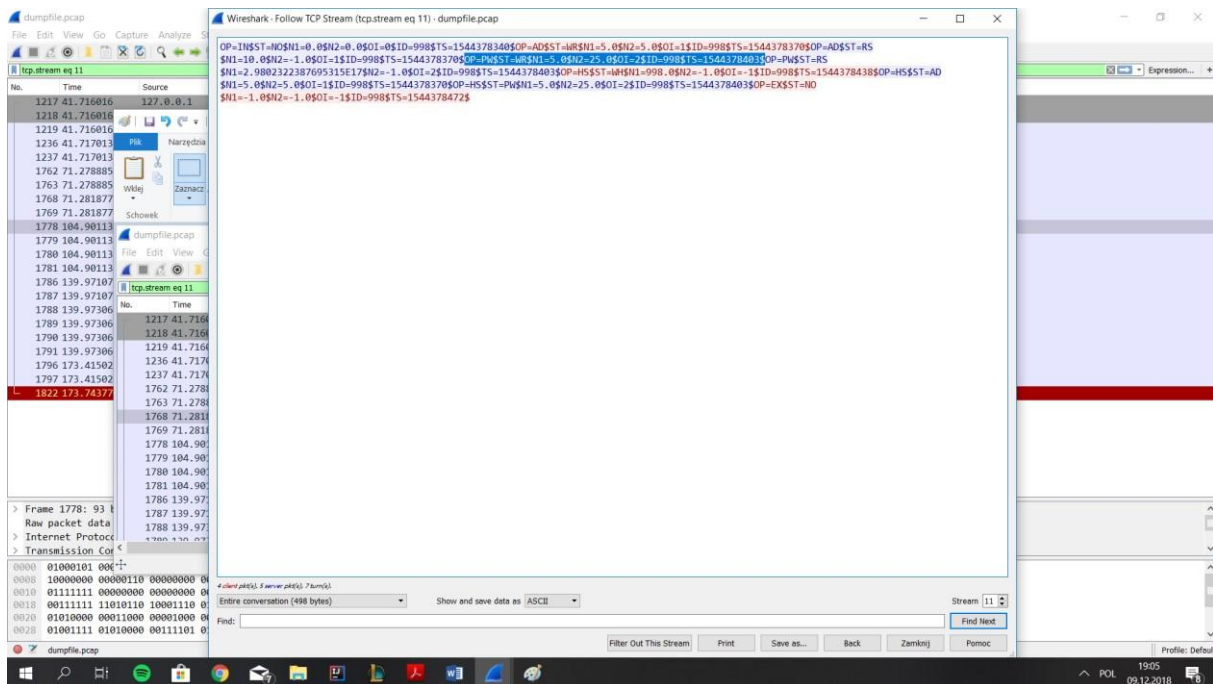 dumpfile.pcap
File Edit View Go Capture Analyze
tcp.stream eq 11
Expression... +
No. Time Source
1217 41.716016 127.0.0.1
1218 41.716016
1219 41.716016
1236 41.717013
1237 41.717013
1762 71.278885
1763 71.278885
1768 71.281877
1769 71.281877
1778 104.90113
1779 104.90113
1780 104.90113
1781 104.90113
1786 139.97107
1787 139.97107
1788 139.97306
1789 139.97306
1790 139.97306
1791 139.97306
1796 173.41502
1797 173.41502
1822 173.74377
> Frame 1778: 93
Raw packet data
> Internet Protoc
> Transmission Con
0000 01000101
0008 10000000 00000110 00000000
0010 01111111 00000000 00000000
0018 00111111 11010110 10001110
0020 01010000 00011000 00001000
0028 01001111 01010000 00111101
dumpfile.pcap
Profile: Defau
Plik Narzędzia
Wklej
Zaznacz
Schowek
dumpfile.pcap
File Edit View
tcp.stream eq 11
No. Time
1217 41.716
1218 41.716
1219 41.716
1236 41.717
1237 41.717
1762 71.278
1763 71.278
1768 71.281
1769 71.281
1778 104.90
1779 104.90
1780 104.90
1781 104.90
1786 139.97
1787 139.97
1788 139.97
Wireshark · Follow TCP Stream (tcp.stream eq 11) · dumpfile.pcap
OP=IN$ST=NO$N1=0.0$N2=0.0$OI=0$ID=998$TS=1544378340$OP=AD$ST=WR$N1=5.0$N2=5.0$OI=1$ID=998$TS=1544378370$OP=AD$ST=RS
$N1=10.0$N2=-1.0$OI=1$ID=998$TS=1544378370$OP=PW$ST=WR$N1=5.0$N2=25.0$OI=2$ID=998$TS=1544378403$OP=PW$ST=RS
$N1=2.9802322387695315E17$N2=-1.0$OI=2$ID=998$TS=1544378403$OP=HS$ST=WH$N1=998.0$N2=-1.0$OI=-1$ID=998$TS=1544378438$OP=HS$ST=AD
$N1=5.0$N2=5.0$OI=1$ID=998$TS=1544378370$OP=HS$ST=PW$N1=5.0$N2=25.0$OI=2$ID=998$TS=1544378403$OP=EX$ST=NO
$N1=-1.0$N2=-1.0$OI=-1$ID=998$TS=1544378472$
4 client pkt(s), 5 server pkt(s), 7 turn(s).
Entire conversation (498 bytes) Show and save data as ASCII Stream 11
Find: Find Next
Filter Out This Stream Print Save as... Back Zamknij Pomoc
POL 19:05
09.12.2018